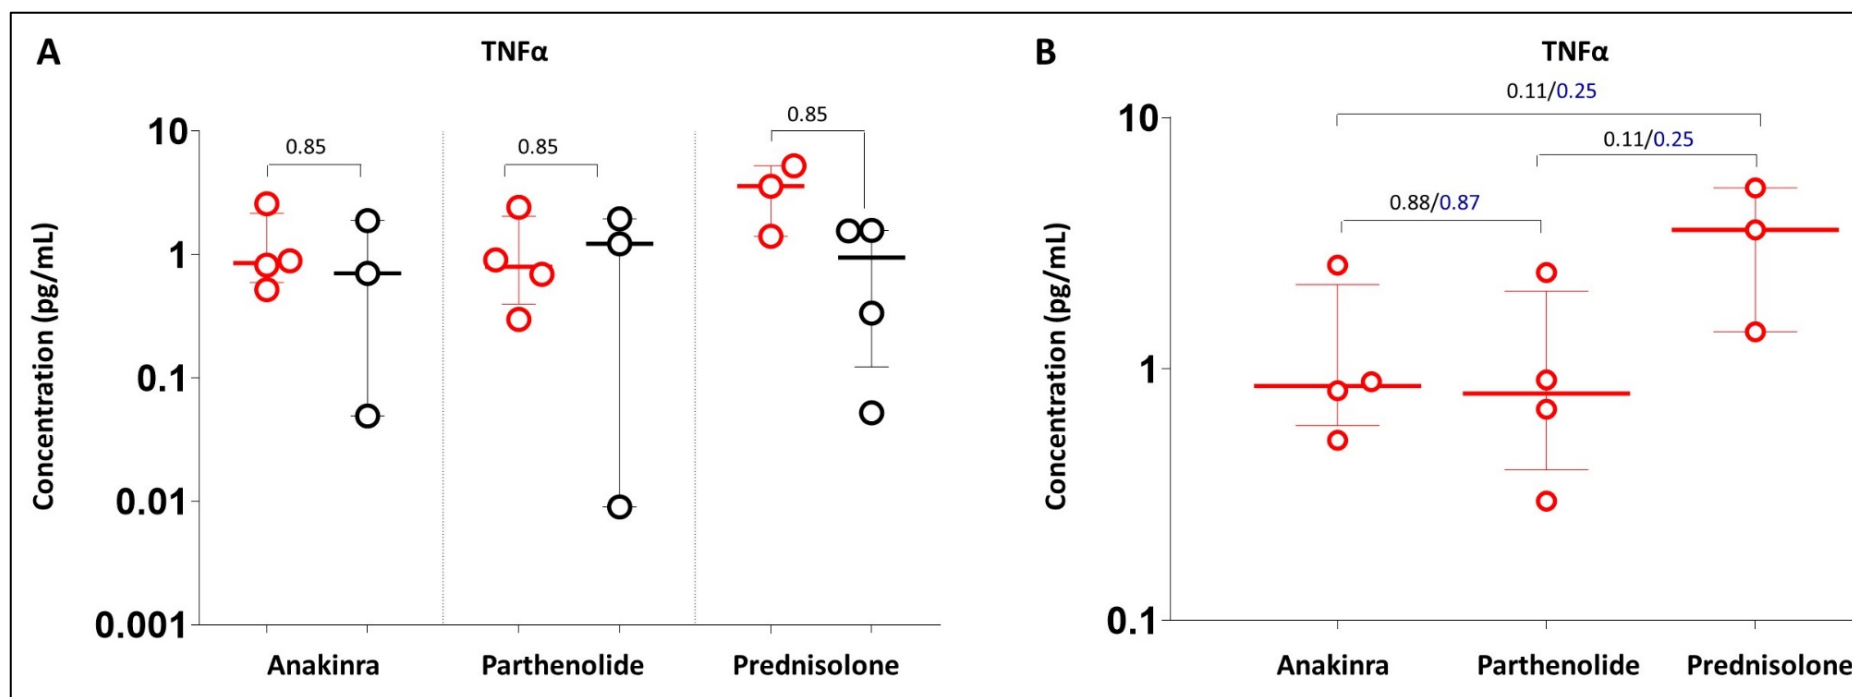 A
TNFα
Concentration (pg/mL)
10
1
0.1
0.01
0.001
0.85
0.85
0.85
Anakinra
Parthenolide
Prednisolone
B
TNFα
Concentration (pg/mL)
10
1
0.1
0.11/0.25
0.11/0.25
0.88/0.87
Anakinra
Parthenolide
Prednisolone